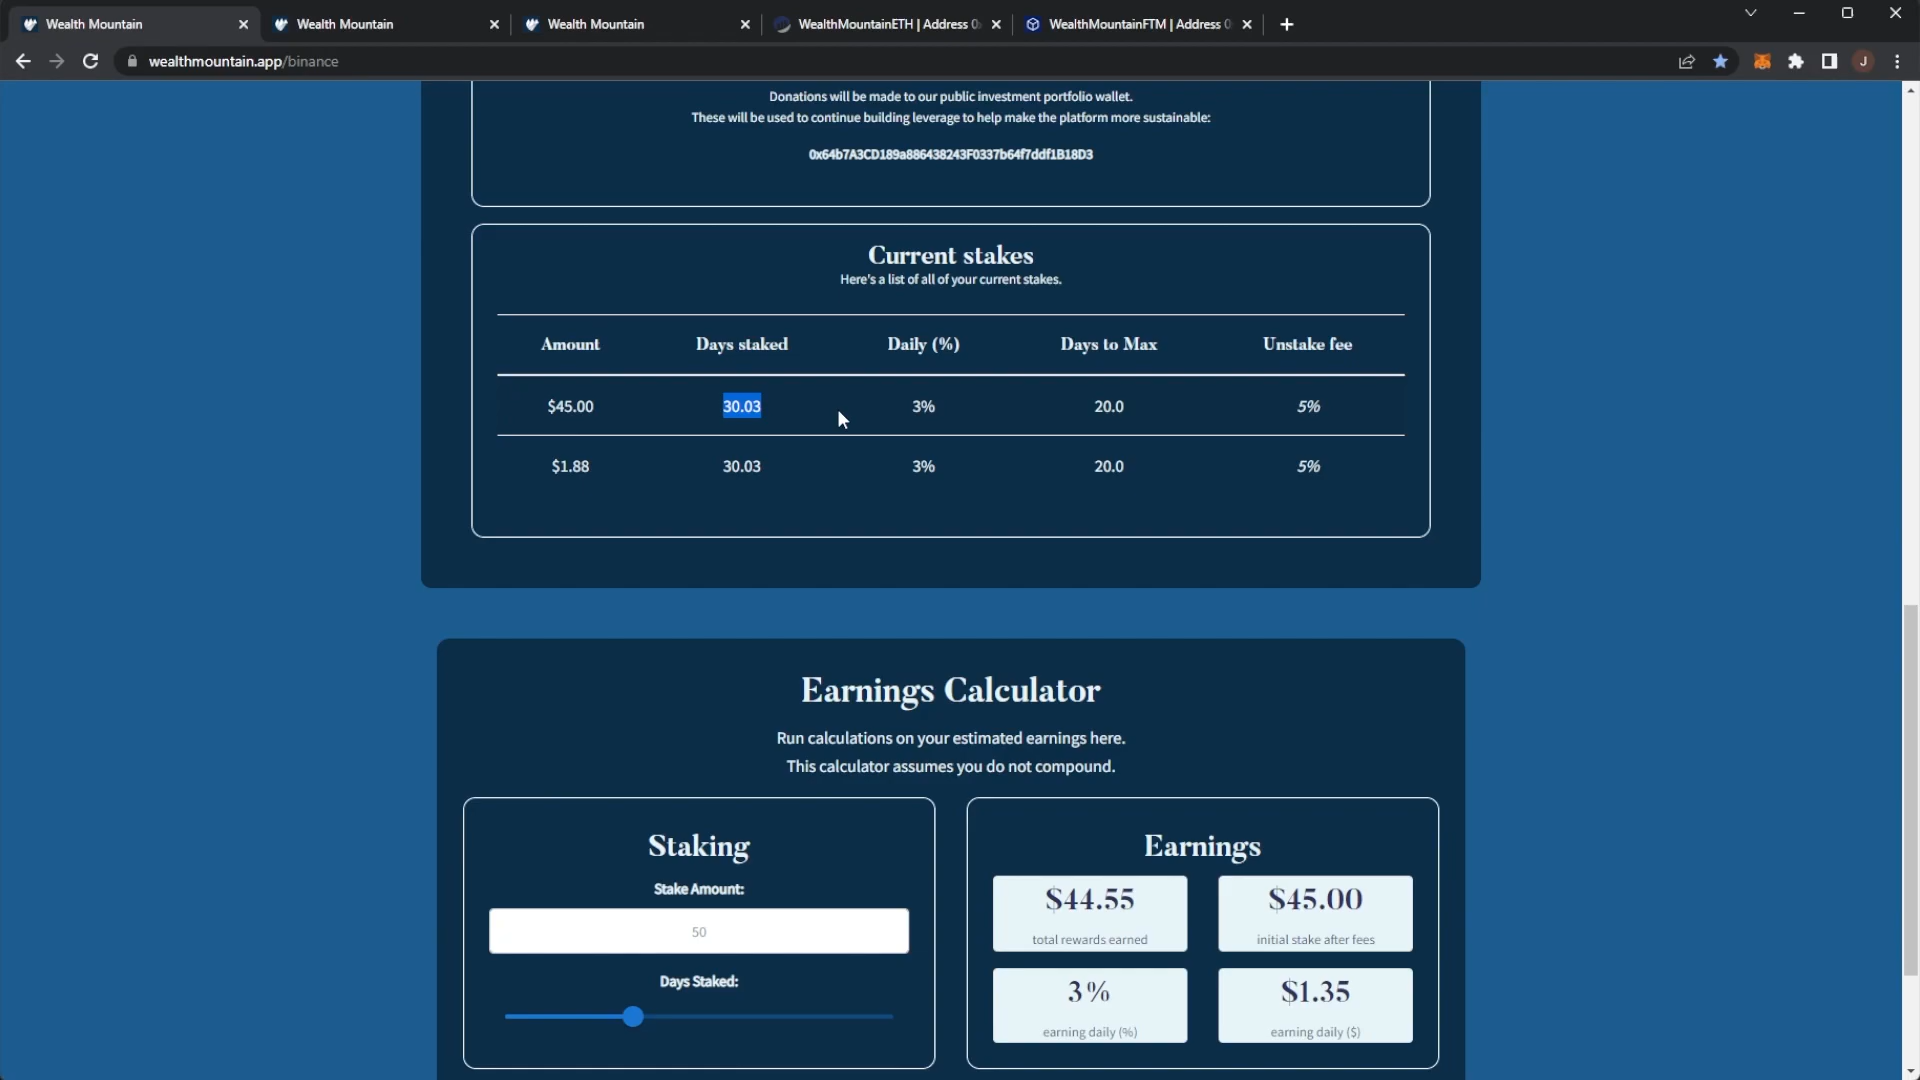 Wealth Mountain
Wealth Mountain
Wealth Mountain
WealthMountainETH | Address 0
WealthMountainFTM | Address 0
wealthmountain.app/binance
J
Donations will be made to our public investment portfolio wallet.
These will be used to continue building leverage to help make the platform more sustainable:
0x64b7A3CD189a886438243F0337b64f7ddf1B18D3
Current stakes
Here's a list of all of your current stakes.
Amount Days staked Daily (%) Days to Max Unstake fee
$45.00 30.03 3% 20.0 5%
$1.88 30.03 3% 20.0 5%
Earnings Calculator
Run calculations on your estimated earnings here.
This calculator assumes you do not compound.
Staking
Stake Amount:
50
Days Staked:
Earnings
$44.55 $45.00
total rewards earned initial stake after fees
3% $1.35
earning daily (%) earning daily ($)